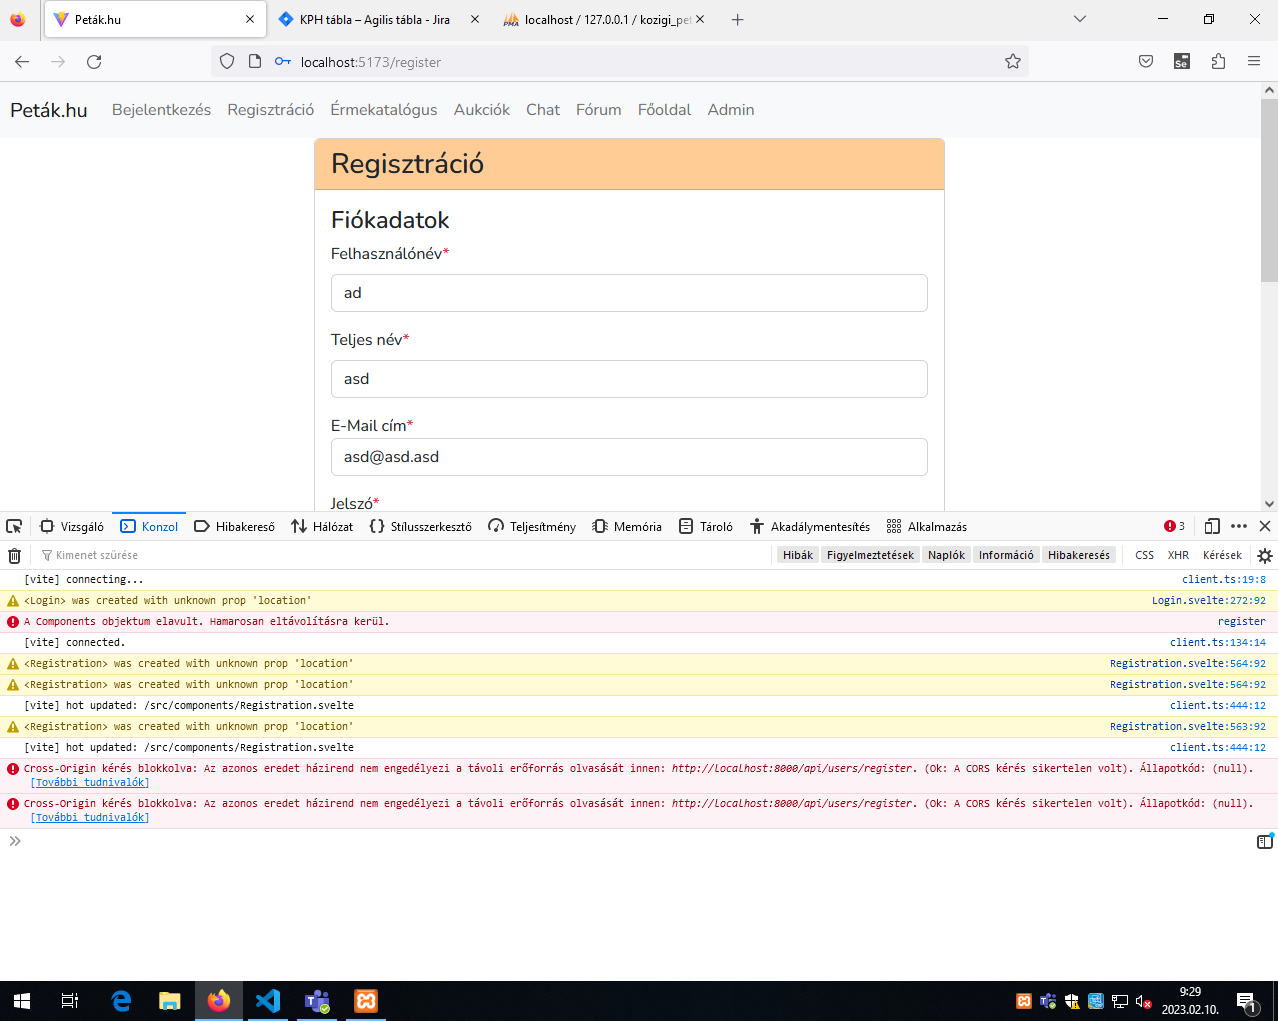 Peták.hu
KPH tábla – Agilis tábla - Jira
localhost / 127.0.0.1 / kozigi_pet
localhost:5173/register
Peták.hu
Bejelentkezés
Regisztráció
Érmekatalógus
Aukciók
Chat
Fórum
Főoldal
Admin
Regisztráció
Fiókadatok
Felhasználónév*
ad
Teljes név*
asd
E-Mail cím*
asd@asd.asd
Jelszó*
Vizsgáló
Konzol
Hibakereső
Hálózat
Stílusszerkesztő
Teljesítmény
Memória
Tároló
Akadálymentesítés
Alkalmazás
3
Kimenet szűrése
Hibák
Figyelmeztetések
Naplók
Információ
Hibakeresés
CSS
XHR
Kérések
[vite] connecting... client.ts:19:8
<Login> was created with unknown prop 'location' Login.svelte:272:92
A Components objektum elavult. Hamarosan eltávolításra kerül. register
[vite] connected. client.ts:134:14
<Registration> was created with unknown prop 'location' Registration.svelte:564:92
<Registration> was created with unknown prop 'location' Registration.svelte:564:92
[vite] hot updated: /src/components/Registration.svelte client.ts:444:12
<Registration> was created with unknown prop 'location' Registration.svelte:563:92
[vite] hot updated: /src/components/Registration.svelte client.ts:444:12
Cross-Origin kérés blokkolva: Az azonos eredet házirend nem engedélyezi a távoli erőforrás olvasását innen: http://localhost:8000/api/users/register. (Ok: A CORS kérés sikertelen volt). Állapotkód: (null).
[További tudnivalók]
Cross-Origin kérés blokkolva: Az azonos eredet házirend nem engedélyezi a távoli erőforrás olvasását innen: http://localhost:8000/api/users/register. (Ok: A CORS kérés sikertelen volt). Állapotkód: (null).
[További tudnivalók]
9:29
2023.02.10.
1